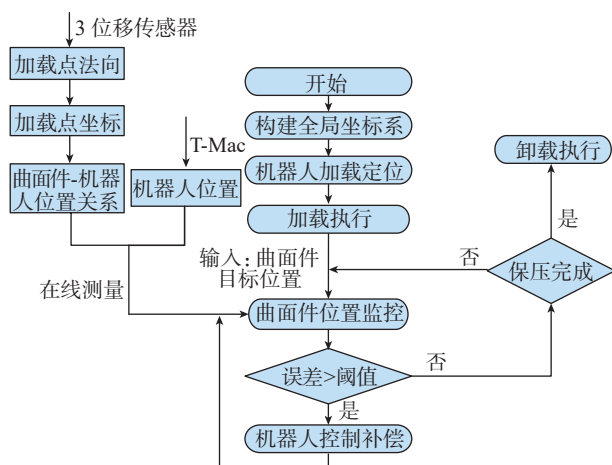 3 位移传感器
加载点法向
加载点坐标
曲面件-机器
人位置关系
T-Mac
机器人位置
在线测量
开始
构建全局坐标系
机器人加载定位
加载执行
输入：曲面件
目标位置
曲面件位置监控
误差>阈值
是
机器人控制补偿
否
保压完成
否
是
卸载执行